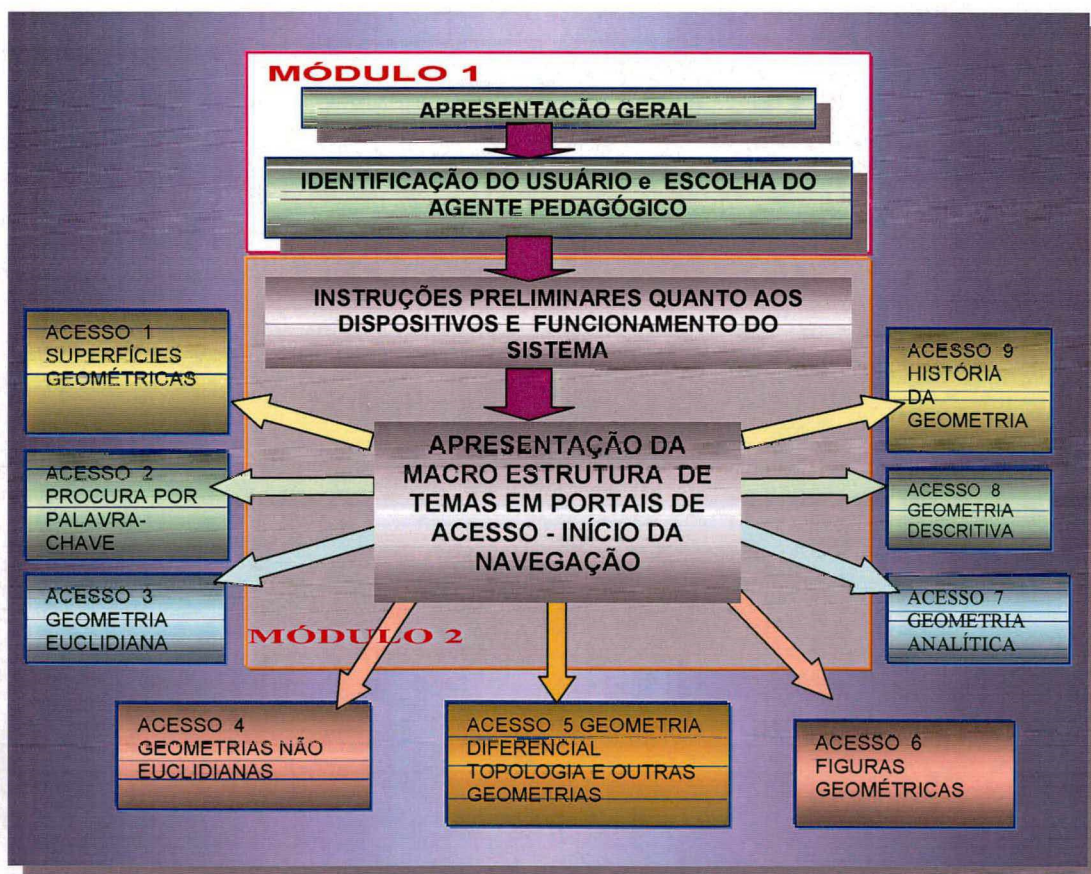 MÓDULO 1
APRESENTACÃO GERAL
IDENTIFICAÇÃO DO USUÁRIO e ESCOLHA DO
AGENTE PEDAGÓGICO
INSTRUÇÕES PRELIMINARES QUANTO AOS
DISPOSITIVOS E FUNCIONAMENTO DO
SISTEMA
APRESENTAÇÃO DA
MACRO ESTRUTURA DE
TEMAS EM PORTAIS DE
ACESSO - INÍCIO DA
NAVEGAÇÃO
MÓDULO 2
ACESSO 1
SUPERFÍCIES
GEOMÉTRICAS
ACESSO 2
PROCURA POR
PALAVRA-
CHAVE
ACESSO 3
GEOMETRIA
EUCLIDIANA
ACESSO 4
GEOMETRIAS NÃO
EUCLIDIANAS
ACESSO 5 GEOMETRIA
DIFERENCIAL
TOPOLOGIA E OUTRAS
GEOMETRIAS
ACESSO 6
FIGURAS
GEOMÉTRICAS
ACESSO 7
GEOMETRIA
ANALÍTICA
ACESSO 8
GEOMETRIA
DESCRITIVA
ACESSO 9
HISTÓRIA
DA
GEOMETRIA